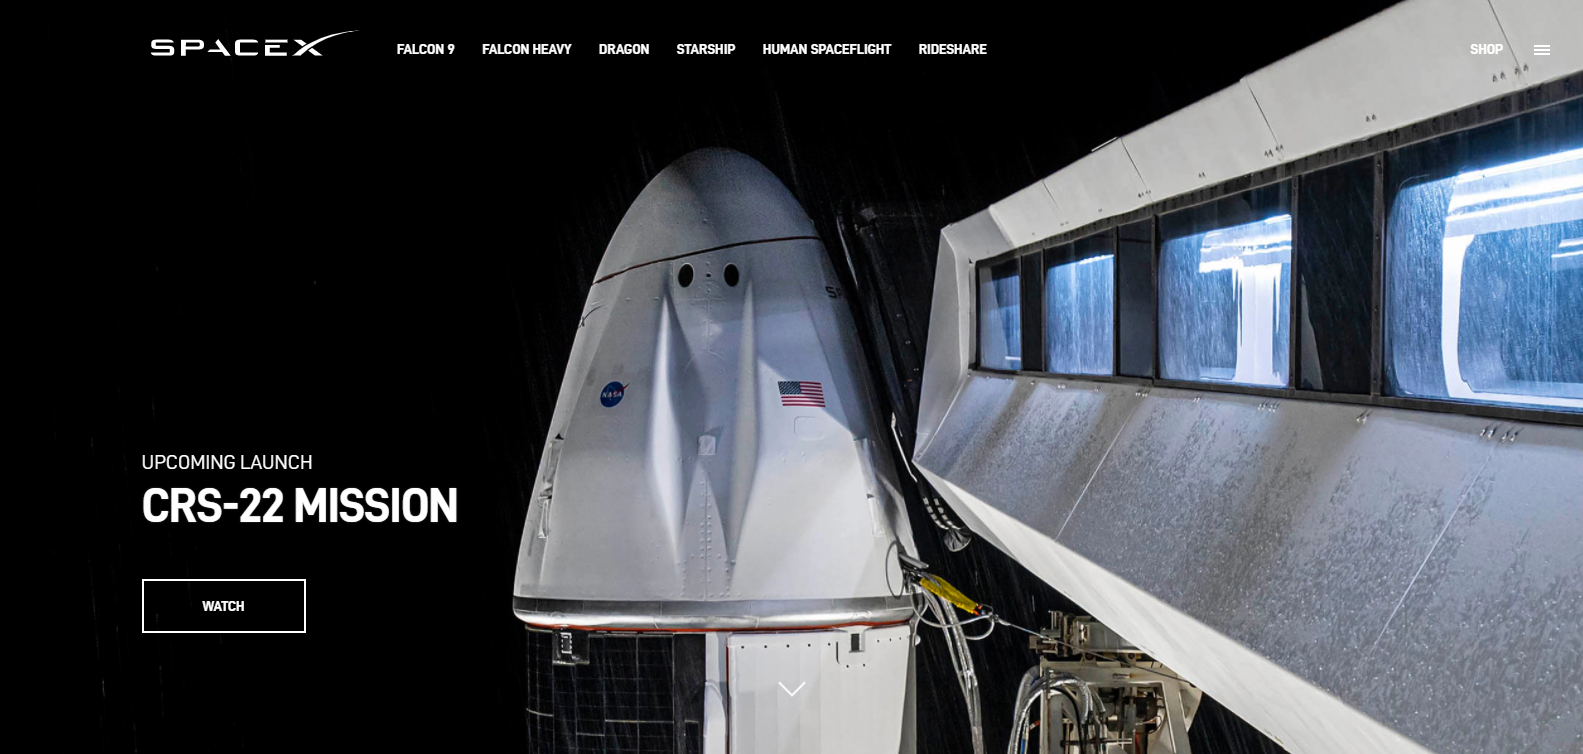 SPACEX
FALCON 9
FALCON HEAVY
DRAGON
STARSHIP
HUMAN SPACEFLIGHT
RIDESHARE
SHOP
NASA
UPCOMING LAUNCH
CRS-22 MISSION
WATCH